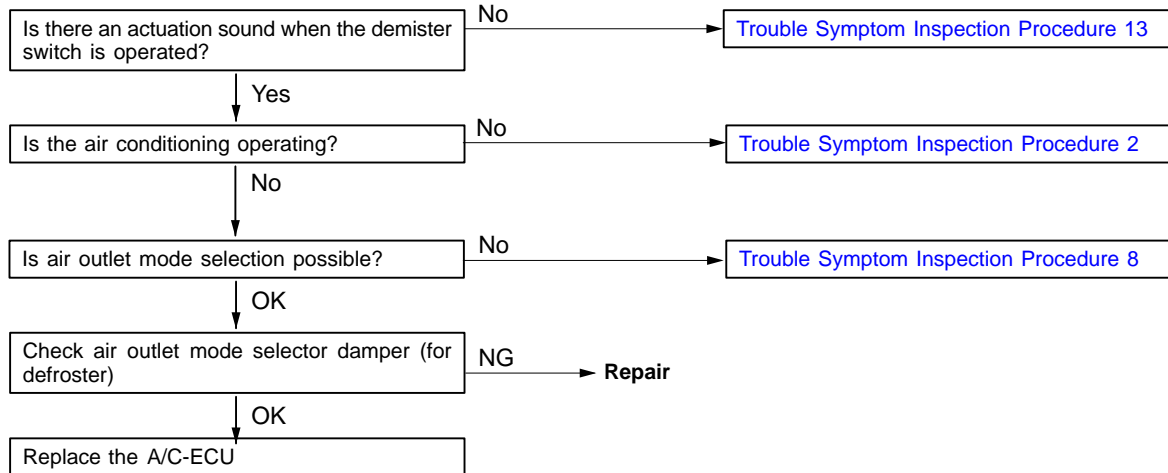 Is there an actuation sound when the demister
switch is operated?
No
Trouble Symptom Inspection Procedure 13
Yes
Is the air conditioning operating?
No
Trouble Symptom Inspection Procedure 2
No
Is air outlet mode selection possible?
No
Trouble Symptom Inspection Procedure 8
OK
Check air outlet mode selector damper (for
defroster)
NG
Repair
OK
Replace the A/C-ECU